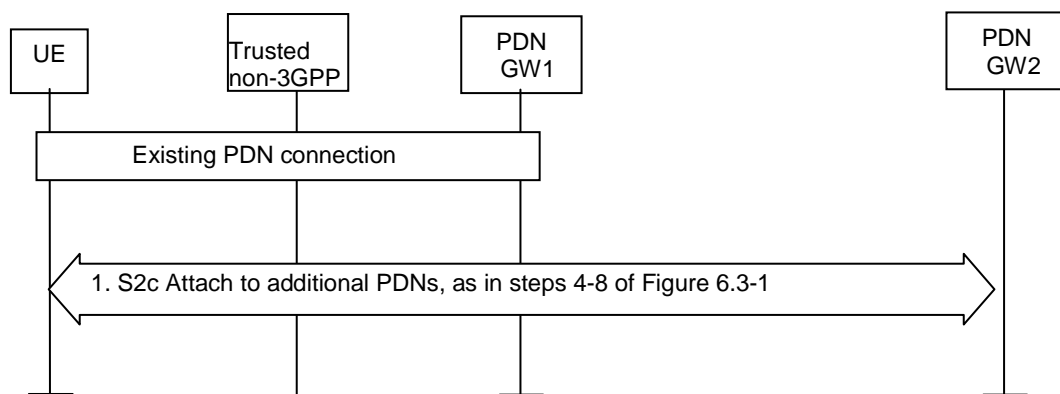 UE
Trusted
non-3GPP
PDN
GW1
PDN
GW2
Existing PDN connection
1. S2c Attach to additional PDNs, as in steps 4-8 of Figure 6.3-1